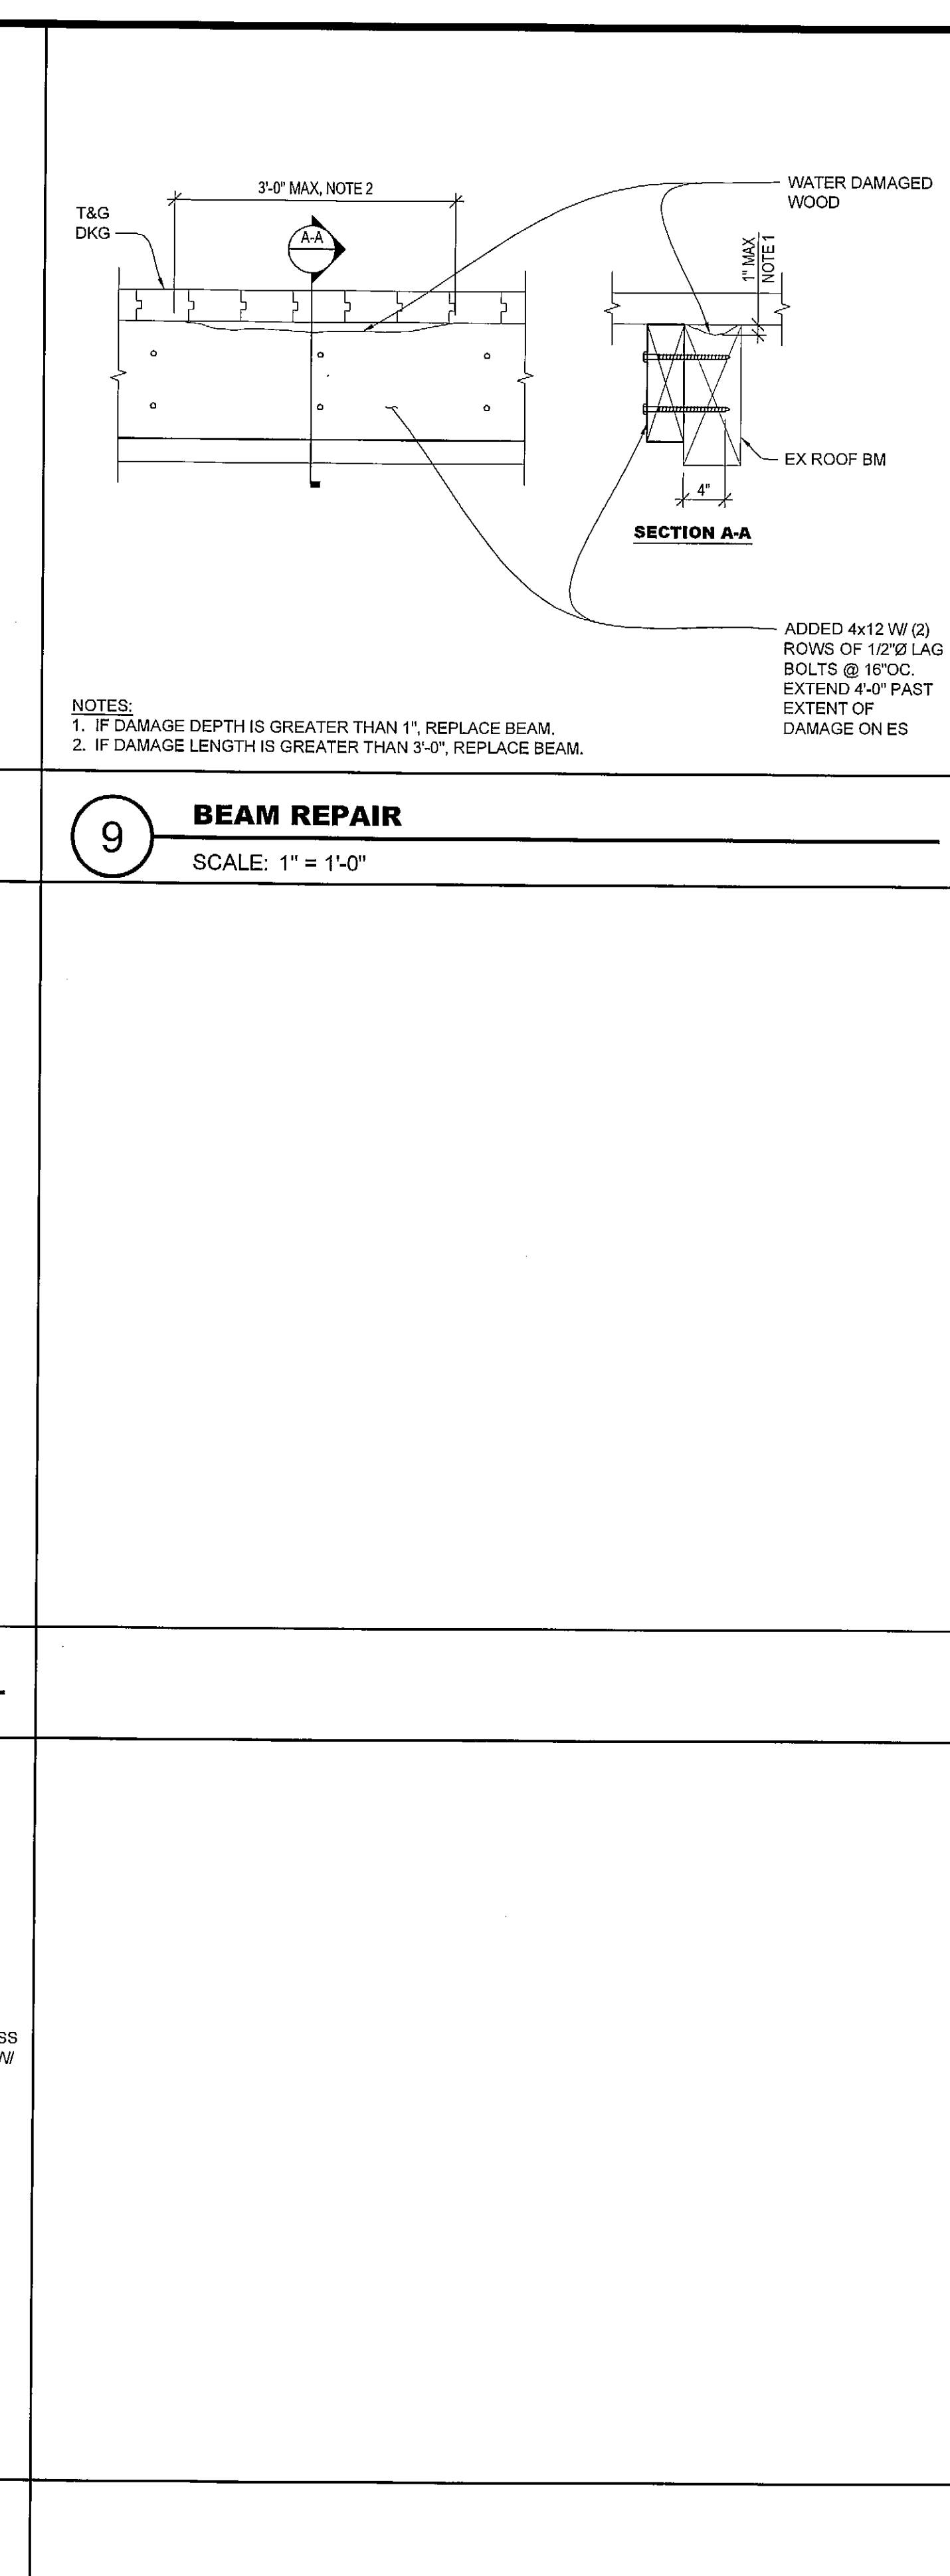 3'-0" MAX, NOTE 2
T&G
DKG
A-A
WATER DAMAGED
WOOD
1" MAX
NOTE 1
EX ROOF BM
4"
SECTION A-A
ADDED 4x12 W/ (2)
ROWS OF 1/2"Ø LAG
BOLTS @ 16"OC.
EXTEND 4'-0" PAST
EXTENT OF
DAMAGE ON ES
NOTES:
1. IF DAMAGE DEPTH IS GREATER THAN 1", REPLACE BEAM.
2. IF DAMAGE LENGTH IS GREATER THAN 3'-0", REPLACE BEAM.
9
BEAM REPAIR
SCALE: 1" = 1'-0"
SS
W/